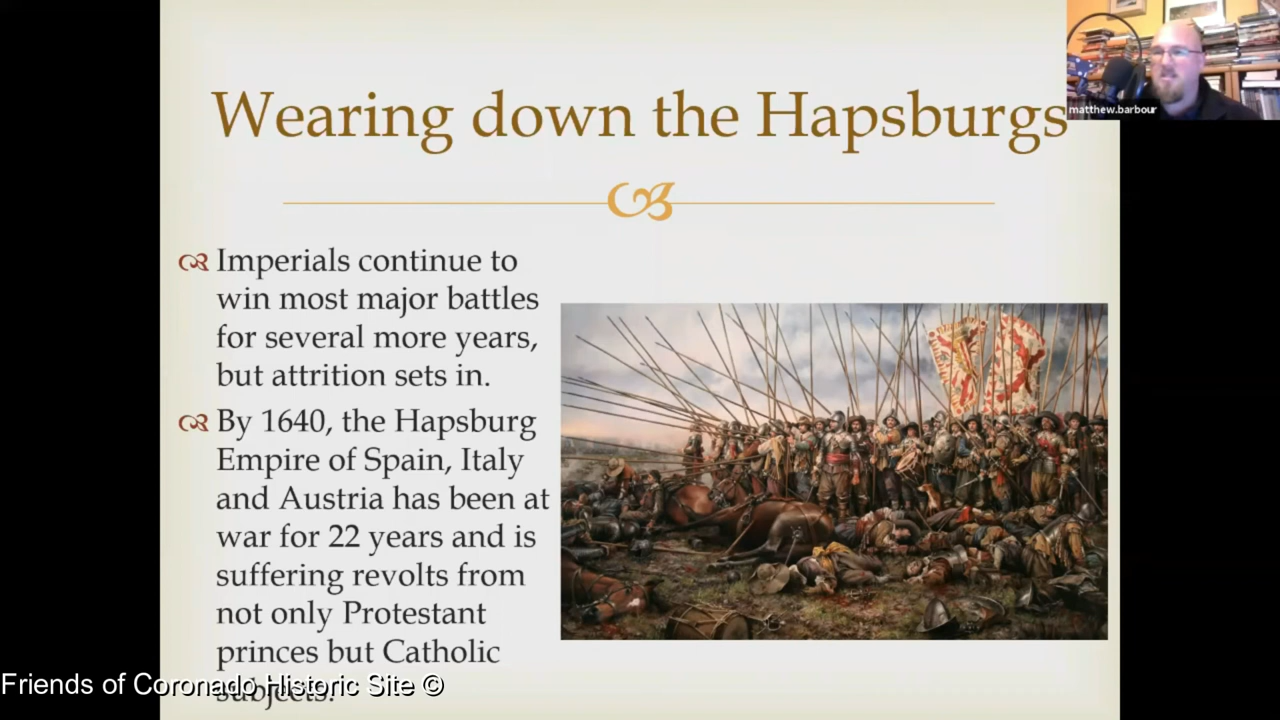 Wearing down the Hapsburgs
matthew.barbour
Imperials continue to
win most major battles
for several more years,
but attrition sets in.
By 1640, the Hapsburg
Empire of Spain, Italy
and Austria has been at
war for 22 years and is
suffering revolts from
not only Protestant
princes but Catholic
subjects.
Friends of Coronado Historic Site ©